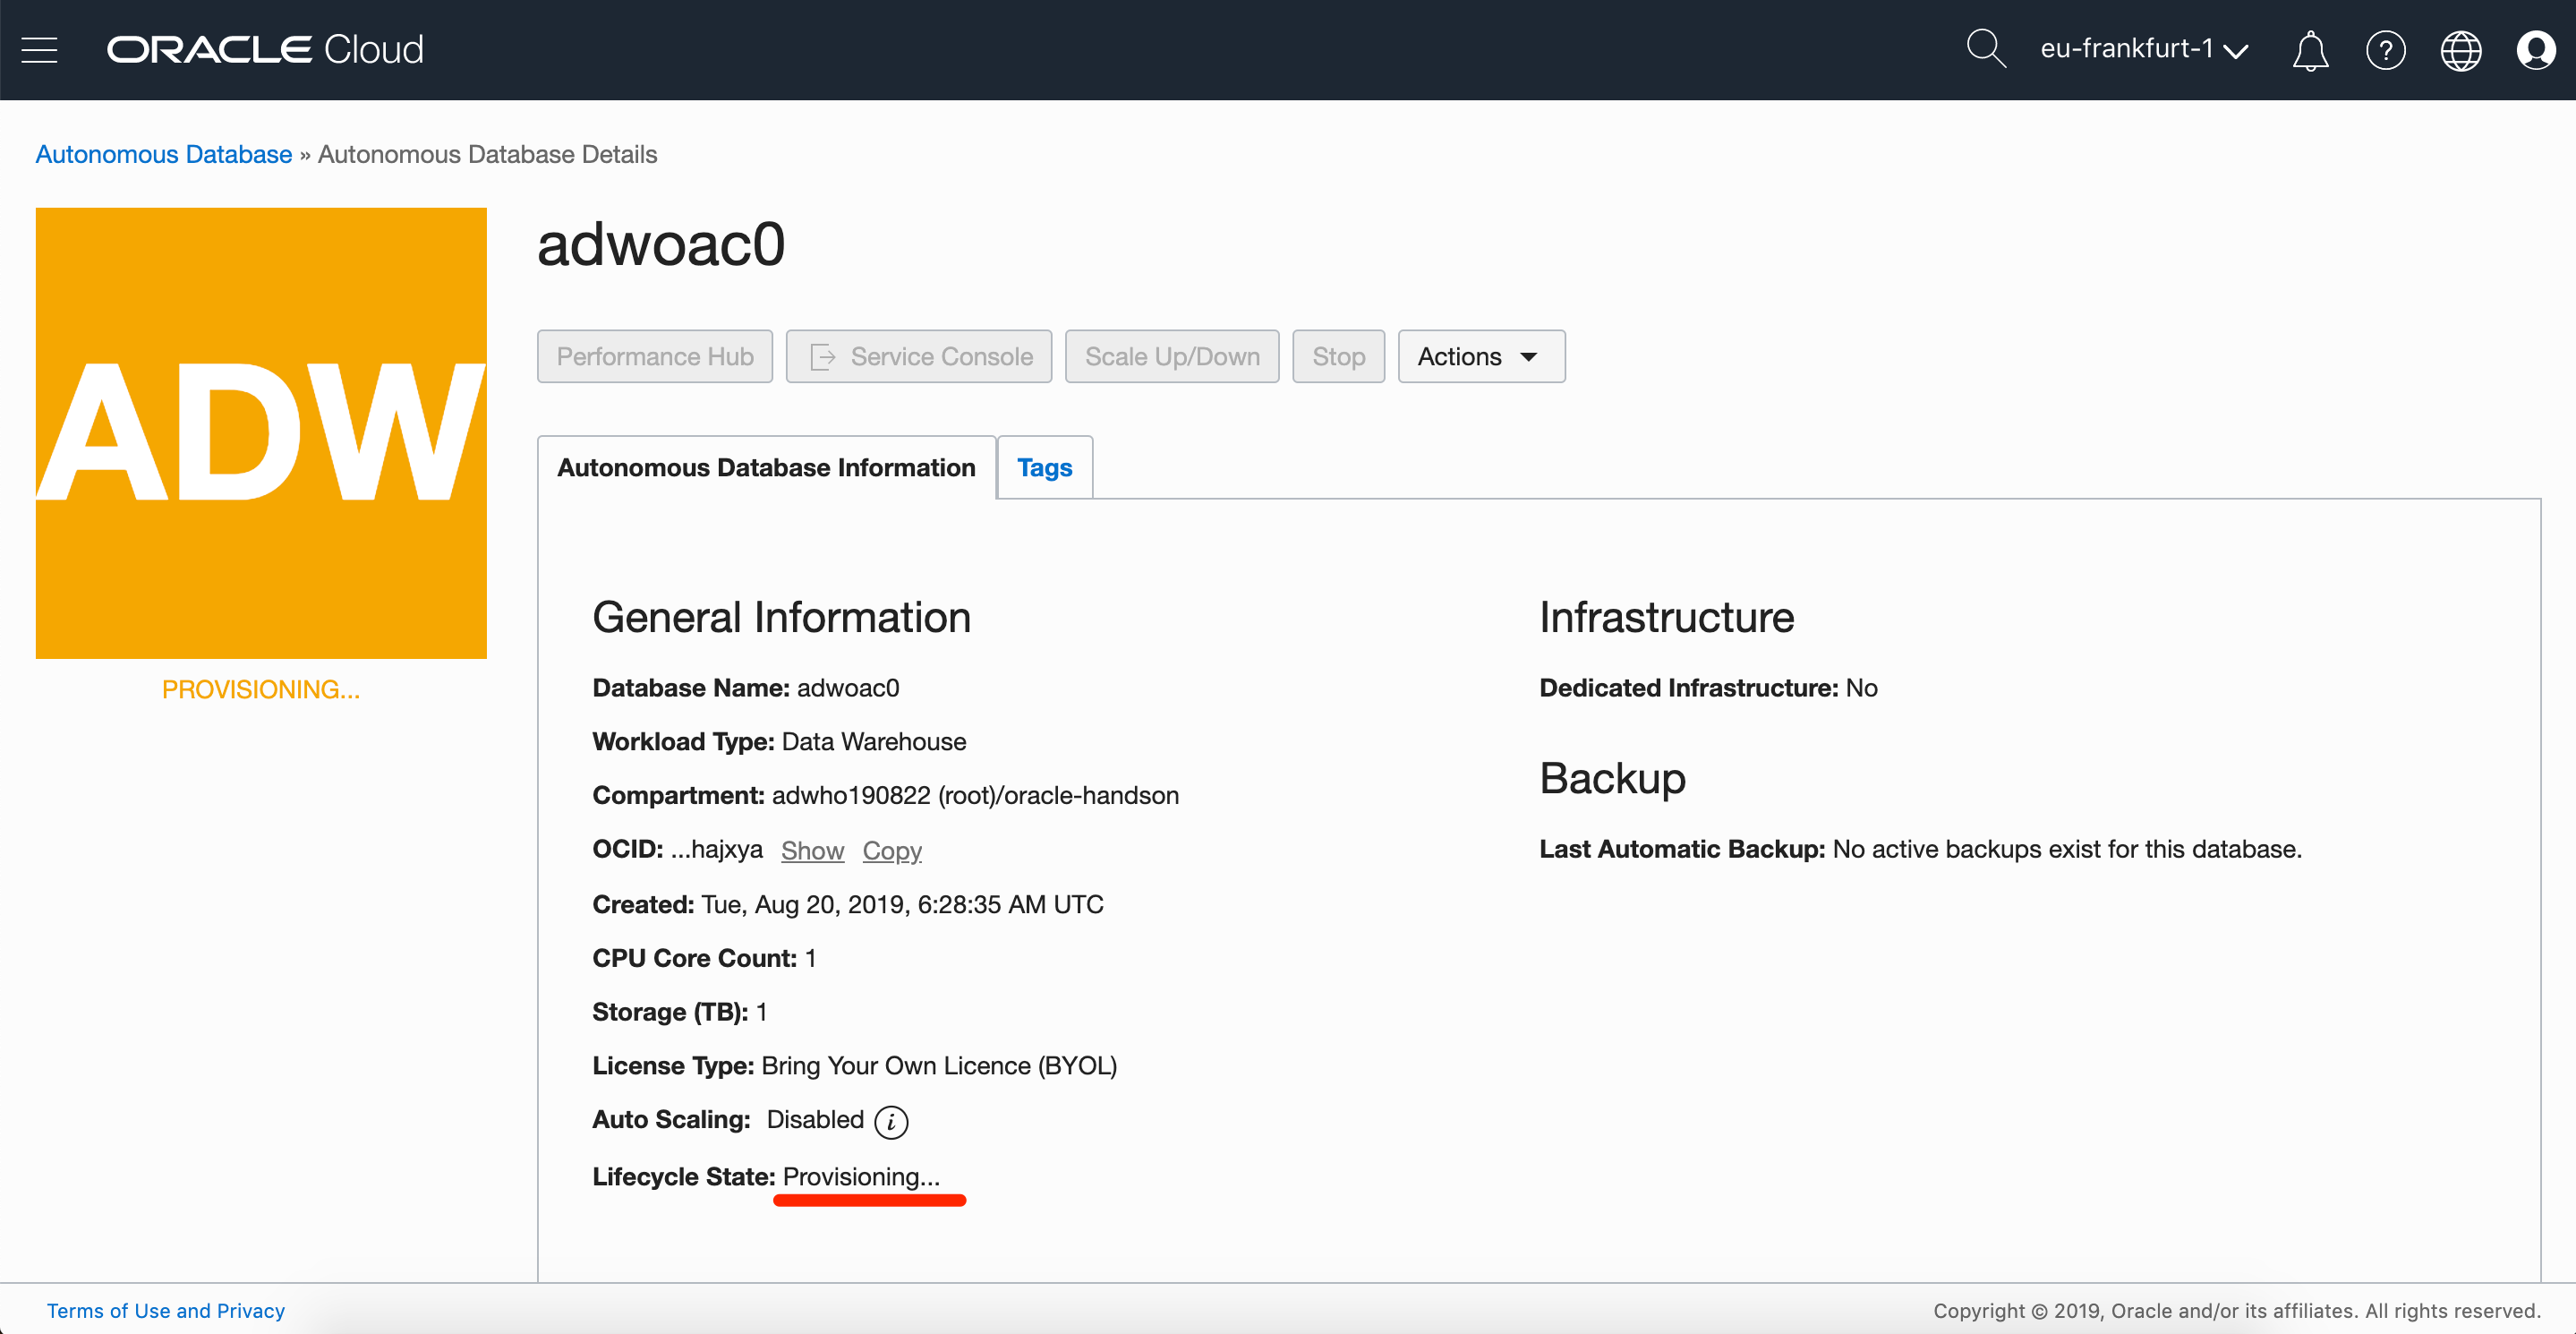 ORACLE Cloud
eu-frankfurt-1
Autonomous Database » Autonomous Database Details
ADW
PROVISIONING...
adwoac0
Performance Hub
Service Console
Scale Up/Down
Stop
Actions
Autonomous Database Information
Tags
General Information
Database Name: adwoac0
Workload Type: Data Warehouse
Compartment: adwho190822 (root)/oracle-handson
OCID: ...hajxya Show Copy
Created: Tue, Aug 20, 2019, 6:28:35 AM UTC
CPU Core Count: 1
Storage (TB): 1
License Type: Bring Your Own Licence (BYOL)
Auto Scaling: Disabled i
Lifecycle State: Provisioning...
Infrastructure
Dedicated Infrastructure: No
Backup
Last Automatic Backup: No active backups exist for this database.
Terms of Use and Privacy
Copyright © 2019, Oracle and/or its affiliates. All rights reserved.